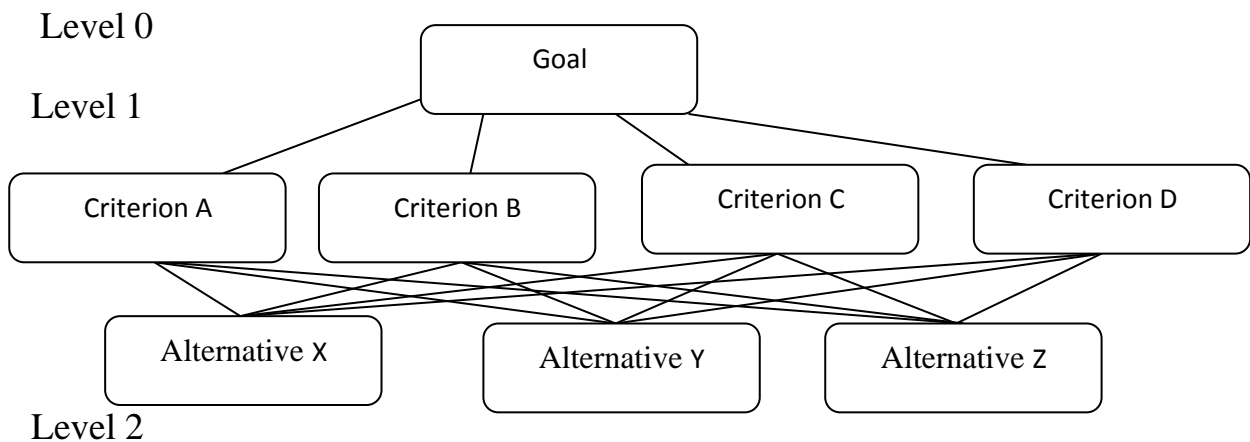 Level 0
Goal
Level 1
Criterion A
Criterion B
Criterion C
Criterion D
Alternative X
Alternative Y
Alternative Z
Level 2